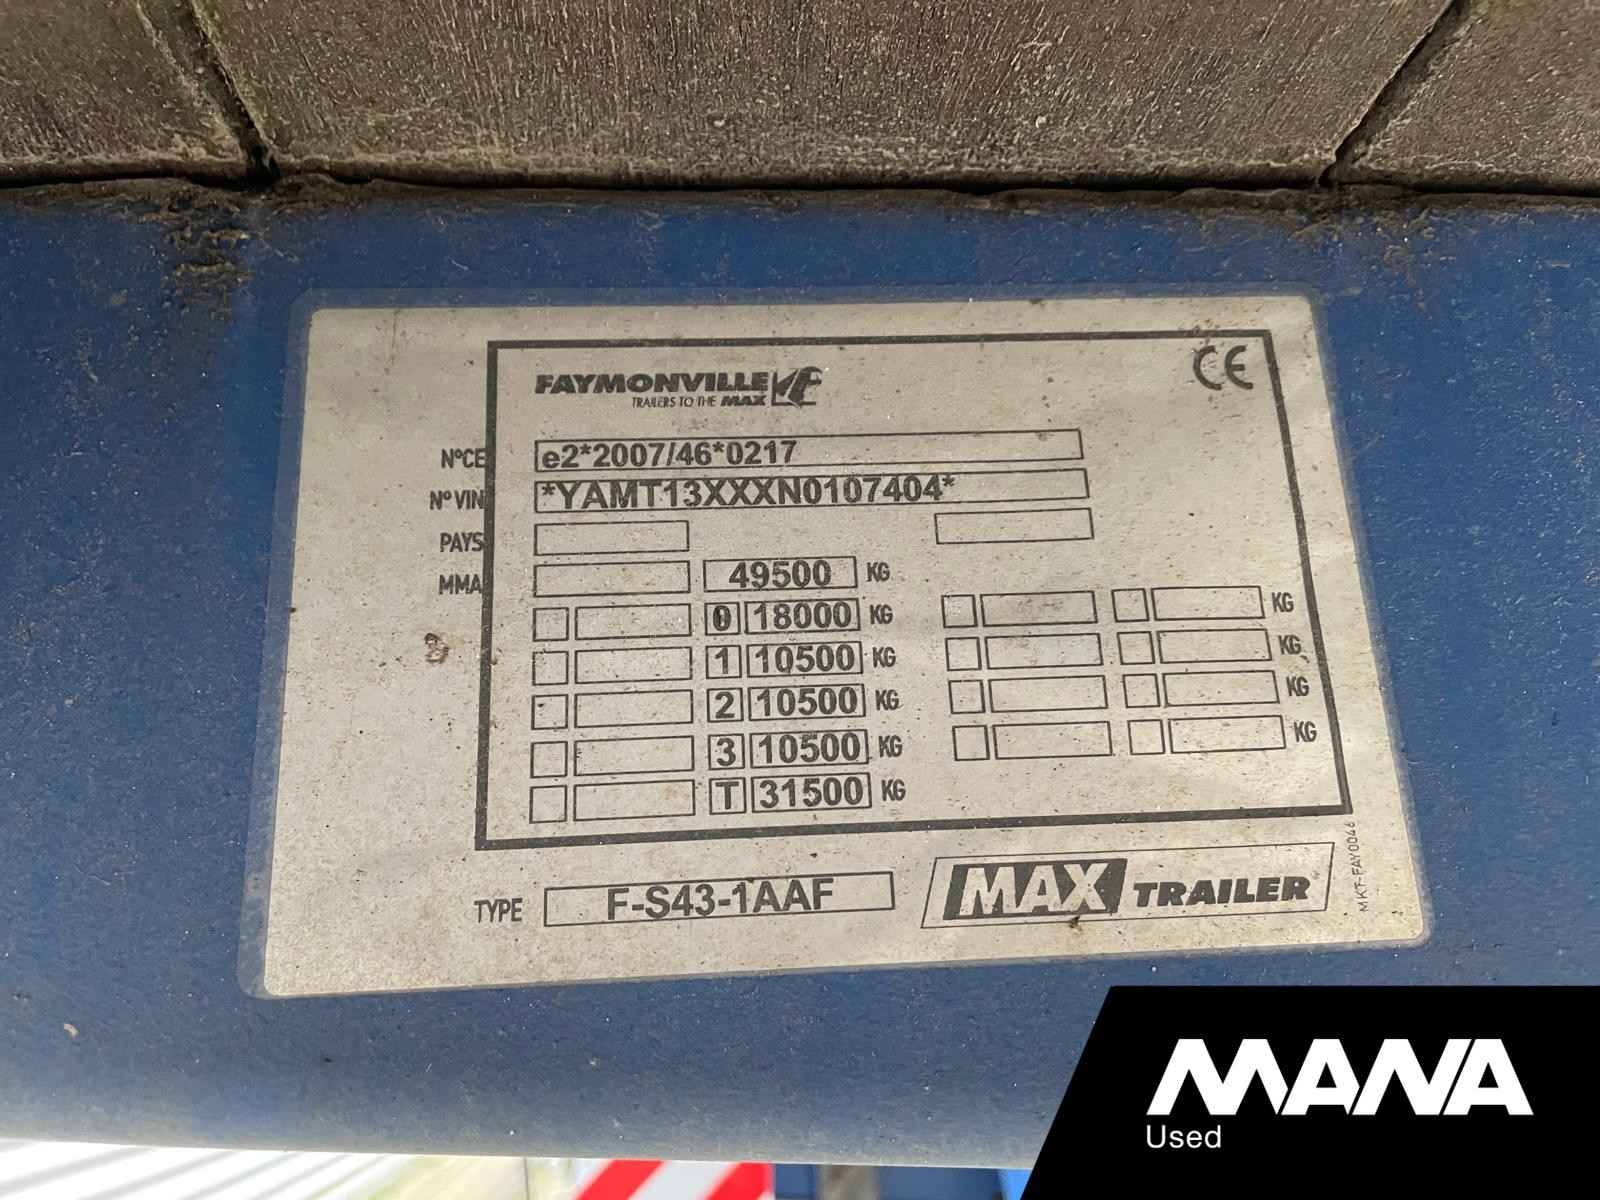 FAYMONVILLE
TRAILERS TO THE MAX
CE
N°CE e2*2007/46*0217
N° VIN *YAMT13XXXN0107404*
PAYS
MMA 49500 KG
0 18000 KG KG
1 10500 KG KG
2 10500 KG KG
3 10500 KG KG
T 31500 KG
TYPE F-S43-1AAF
MAX TRAILER
MKT-FAY0046
MANA
Used